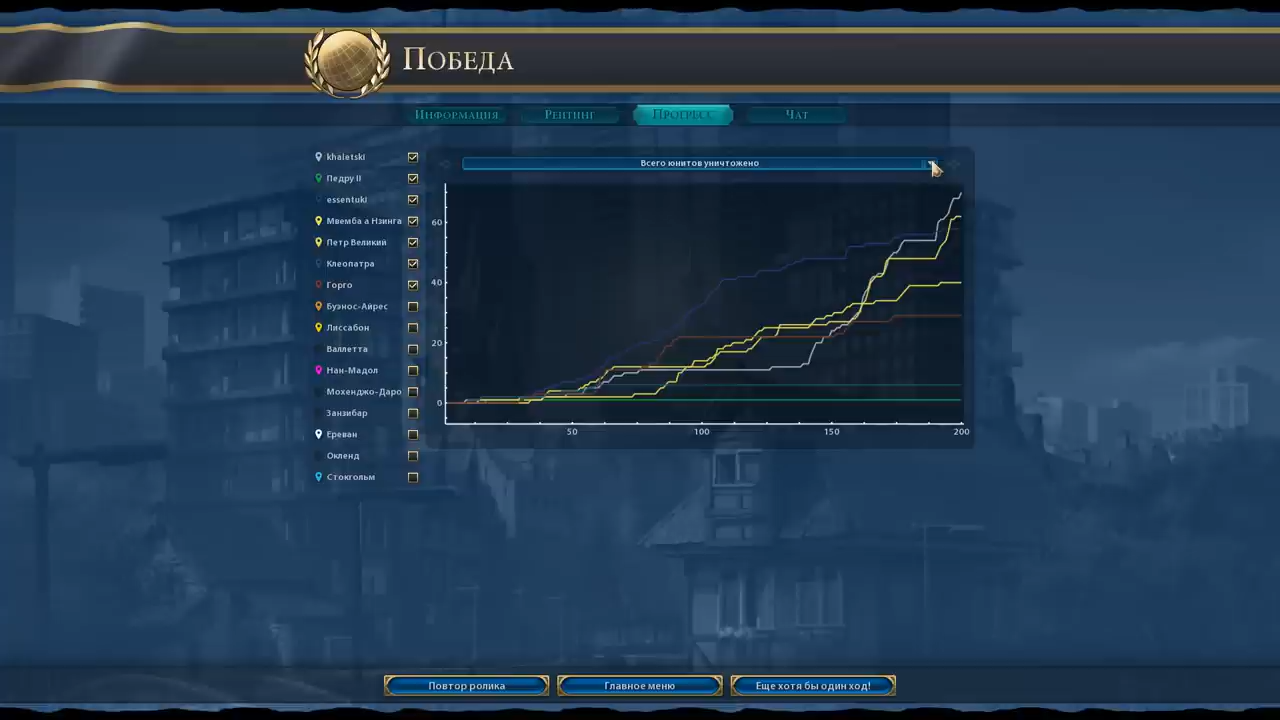 Победа
Информация
Рейтинг
Прогресс
Чат
khaletski
Педру II
essentuki
Мвемба а Нзинга
Петр Великий
Клеопатра
Горго
Буэнос-Айрес
Лиссабон
Валлетта
Нан-Мадол
Мохенджо-Даро
Занзибар
Ереван
Окленд
Стокгольм
Всего юнитов уничтожено
60
40
20
0
50
100
150
200
Повтор ролика
Главное меню
Еще хотя бы один ход!